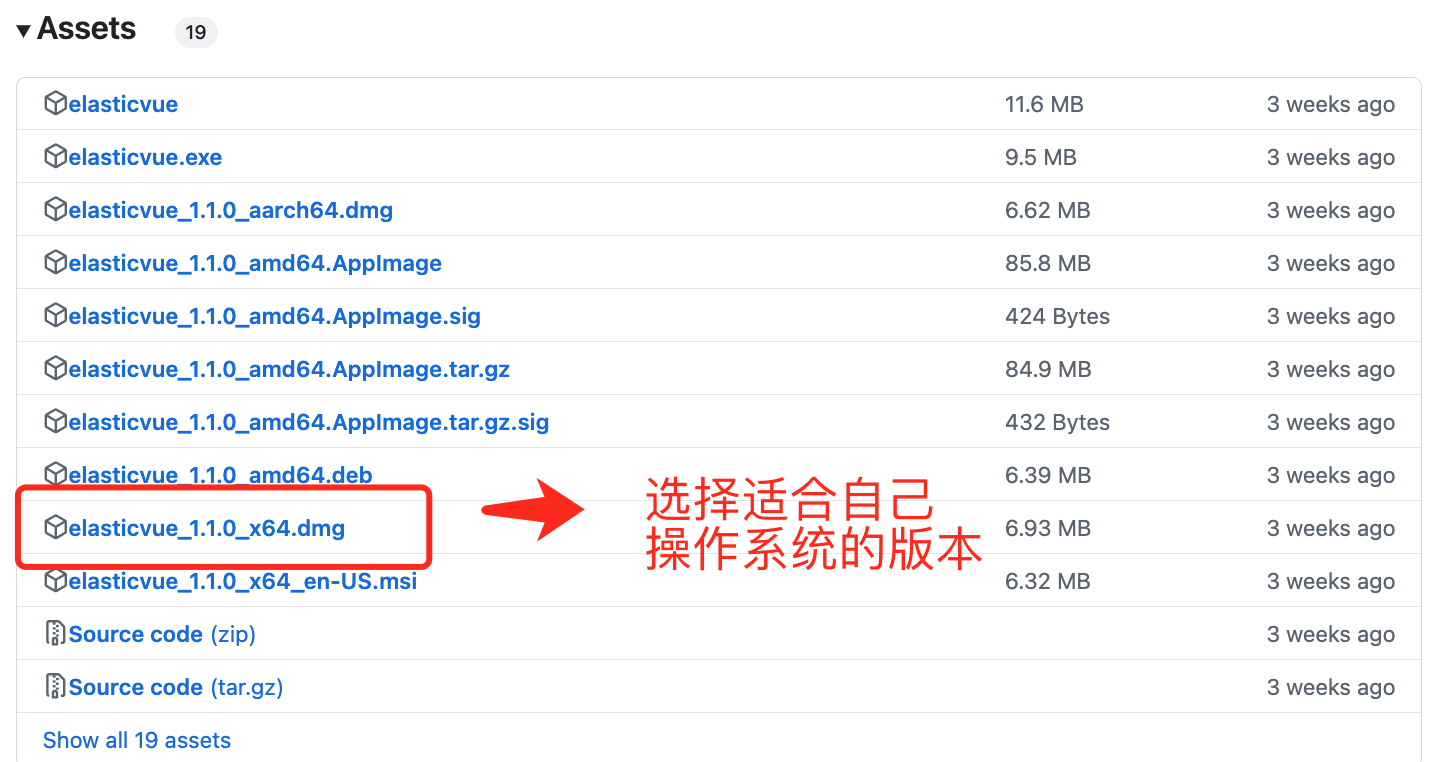 Assets 19
elasticvue 11.6 MB 3 weeks ago
elasticvue.exe 9.5 MB 3 weeks ago
elasticvue_1.1.0_aarch64.dmg 6.62 MB 3 weeks ago
elasticvue_1.1.0_amd64.AppImage 85.8 MB 3 weeks ago
elasticvue_1.1.0_amd64.AppImage.sig 424 Bytes 3 weeks ago
elasticvue_1.1.0_amd64.AppImage.tar.gz 84.9 MB 3 weeks ago
elasticvue_1.1.0_amd64.AppImage.tar.gz.sig 432 Bytes 3 weeks ago
elasticvue_1.1.0_amd64.deb 6.39 MB 3 weeks ago
选择适合自己
elasticvue_1.1.0_x64.dmg 6.93 MB 3 weeks ago
操作系统的版本
elasticvue_1.1.0_x64_en-US.msi 6.32 MB 3 weeks ago
Source code (zip) 3 weeks ago
Source code (tar.gz) 3 weeks ago
Show all 19 assets